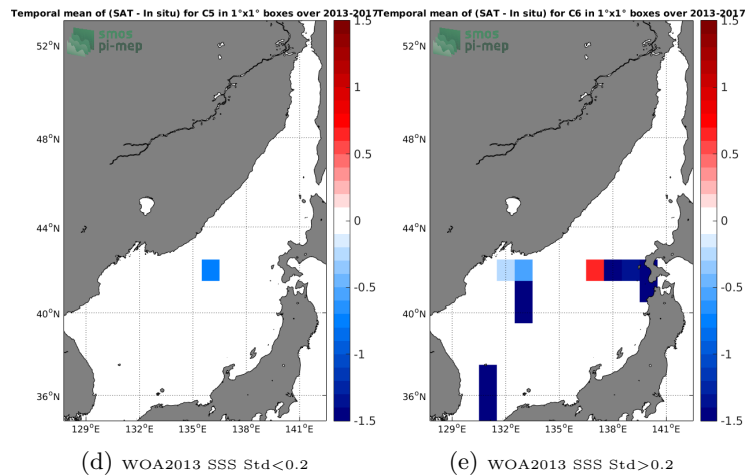 Temporal mean of (SAT - In situ) for C5 in 1°x1° boxes over 2013-2017
smos
pi-mep
52°N
48°N
44°N
40°N
36°N
129°E
132°E
135°E
138°E
141°E
1.5
1
0.5
0
-0.5
-1
-1.5
(d) WOA2013 SSS Std<0.2
Temporal mean of (SAT - In situ) for C6 in 1°x1° boxes over 2013-2017
smos
pi-mep
52°N
48°N
44°N
40°N
36°N
129°E
132°E
135°E
138°E
141°E
1.5
1
0.5
0
-0.5
-1
-1.5
(e) WOA2013 SSS Std>0.2